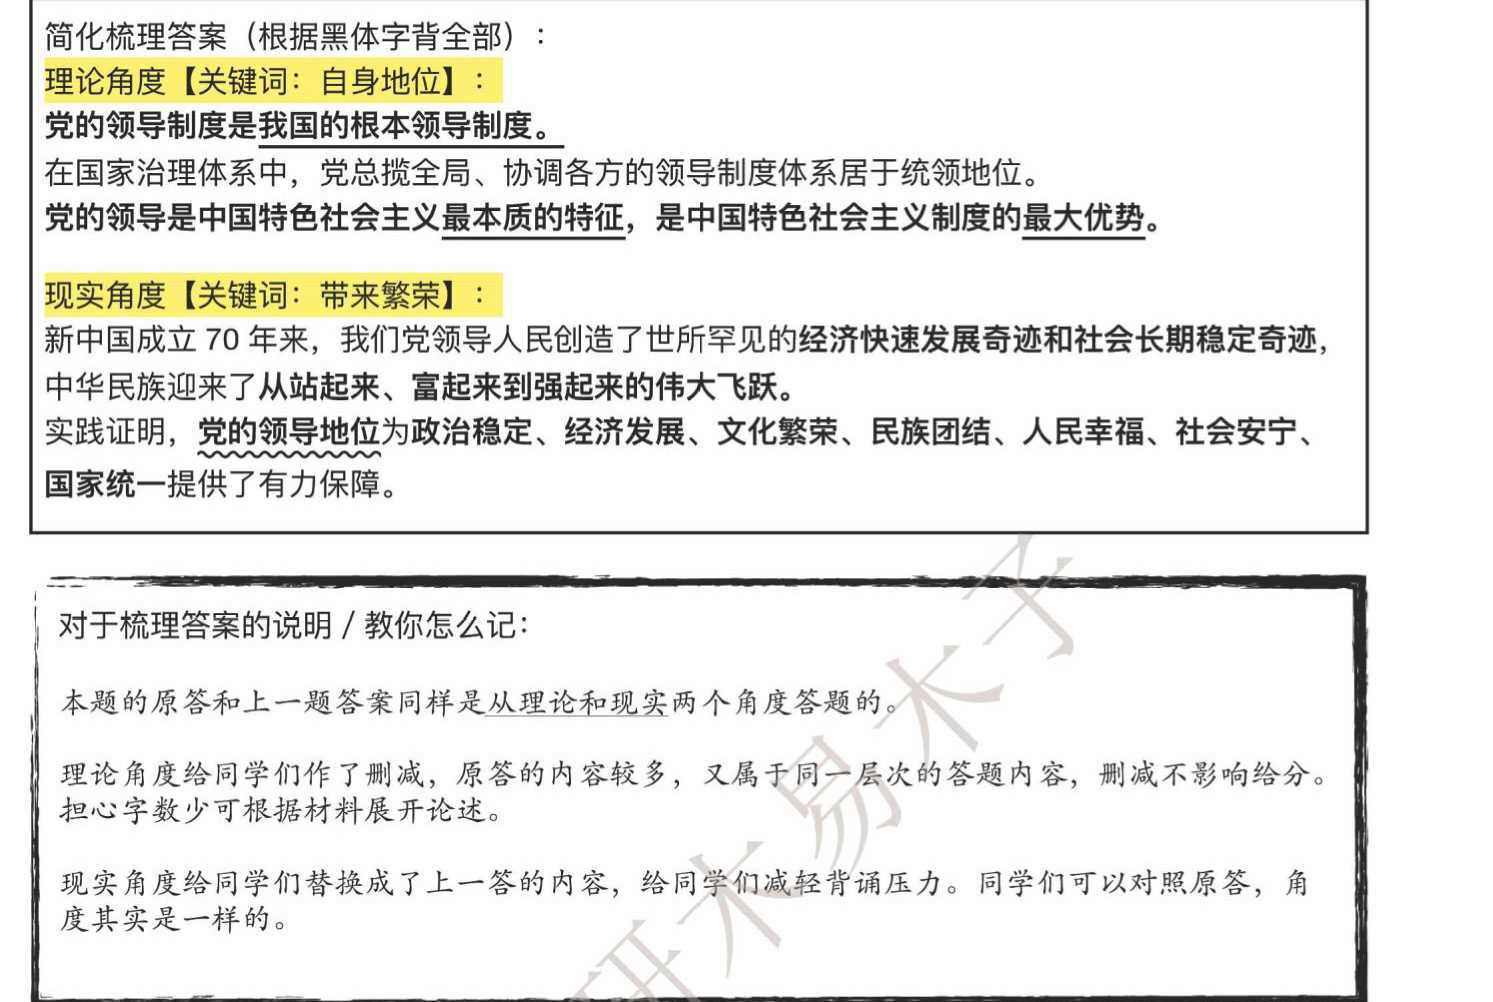 简化梳理答案（根据黑体字背全部）：
理论角度【关键词：自身地位】：
党的领导制度是我国的根本领导制度。
在国家治理体系中，党总揽全局、协调各方的领导制度体系居于统领地位。
党的领导是中国特色社会主义最本质的特征，是中国特色社会主义制度的最大优势。
现实角度【关键词：带来繁荣】：
新中国成立 70 年来，我们党领导人民创造了世所罕见的经济快速发展奇迹和社会长期稳定奇迹，
中华民族迎来了从站起来、富起来到强起来的伟大飞跃。
实践证明，党的领导地位为政治稳定、经济发展、文化繁荣、民族团结、人民幸福、社会安宁、
国家统一提供了有力保障。
对于梳理答案的说明 / 教你怎么记：
本题的原答和上一题答案同样是从理论和现实两个角度答题的。
理论角度给同学们作了删减，原答的内容较多，又属于同一层次的答题内容，删减不影响给分。
担心字数少可根据材料展开论述。
现实角度给同学们替换成了上一答的内容，给同学们减轻背诵压力。同学们可以对照原答，角
度其实是一样的。
研木易木子